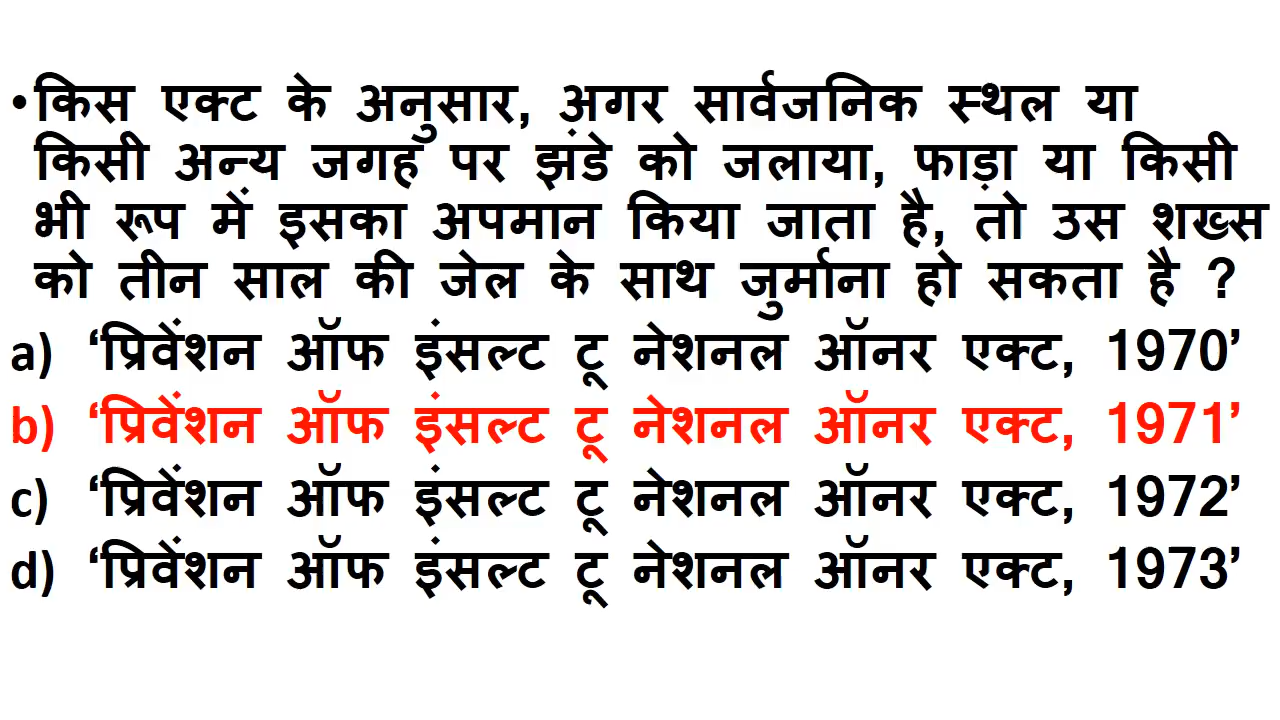 •किस एक्ट के अनुसार, अगर सार्वजनिक स्थल या
किसी अन्य जगह पर झंडे को जलाया, फाड़ा या किसी
भी रूप में इसका अपमान किया जाता है, तो उस शख्स
को तीन साल की जेल के साथ जुर्माना हो सकता है ?
a) ‘प्रिवेंशन ऑफ इंसल्ट टू नेशनल ऑनर एक्ट, 1970’
b) ‘प्रिवेंशन ऑफ इंसल्ट टू नेशनल ऑनर एक्ट, 1971’
c) ‘प्रिवेंशन ऑफ इंसल्ट टू नेशनल ऑनर एक्ट, 1972’
d) ‘प्रिवेंशन ऑफ इंसल्ट टू नेशनल ऑनर एक्ट, 1973’